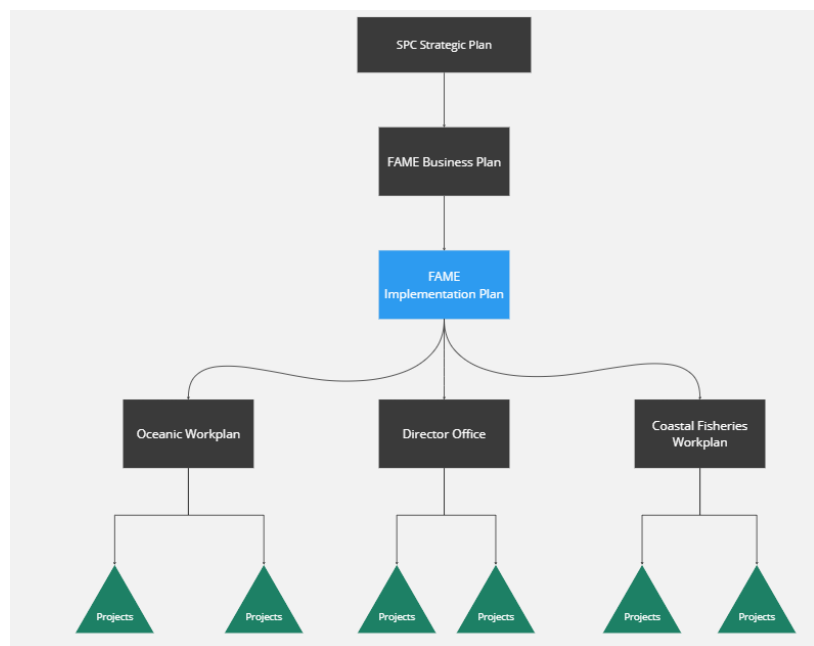 SPC Strategic Plan
FAME Business Plan
FAME
Implementation Plan
Oceanic Workplan
Director Office
Coastal Fisheries
Workplan
Projects
Projects
Projects
Projects
Projects
Projects